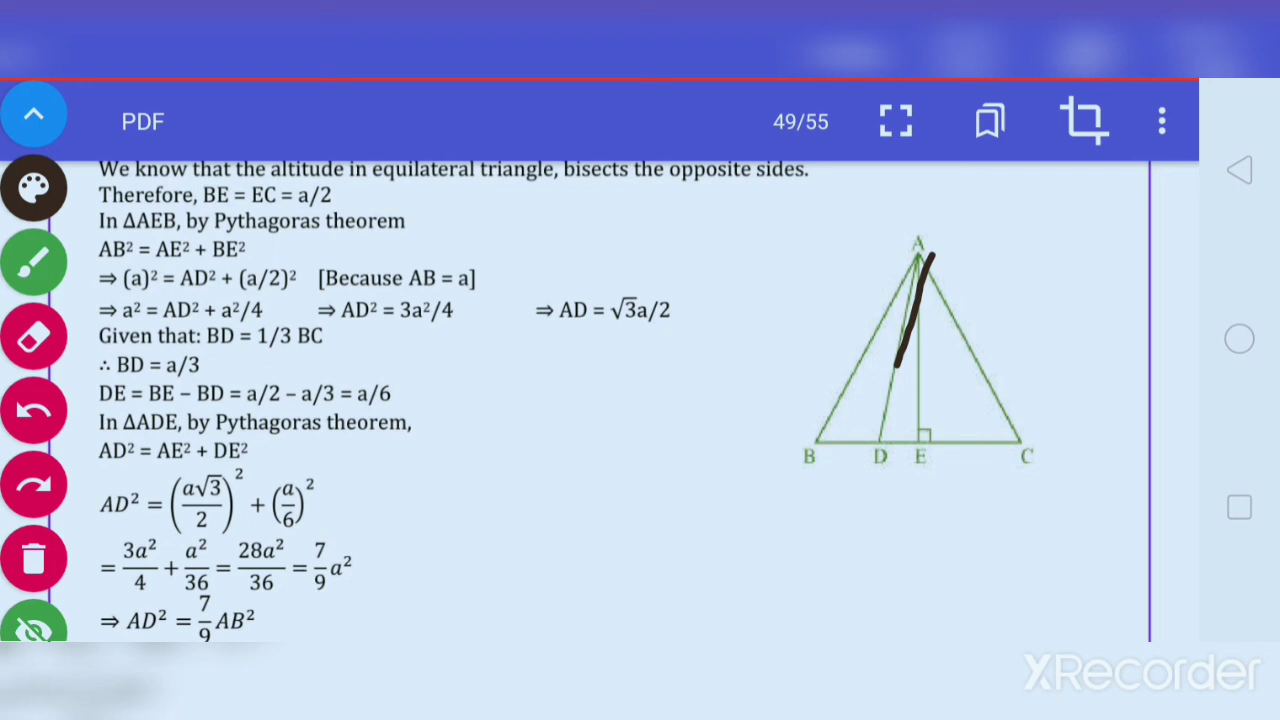 PDF
49/55
We know that the altitude in equilateral triangle, bisects the opposite sides.
Therefore, BE = EC = a/2
In ΔAEB, by Pythagoras theorem
AB² = AE² + BE²
⇒ (a)² = AD² + (a/2)² [Because AB = a]
⇒ a² = AD² + a²/4 ⇒ AD² = 3a²/4 ⇒ AD = √3a/2
Given that: BD = 1/3 BC
∴ BD = a/3
DE = BE − BD = a/2 – a/3 = a/6
In ΔADE, by Pythagoras theorem,
AD² = AE² + DE²
AD² = (a√3/2)² + (a/6)²
= 3a²/4 + a²/36 = 28a²/36 = 7/9 a²
⇒ AD² = 7/9 AB²
A
B D E C
XRecorder